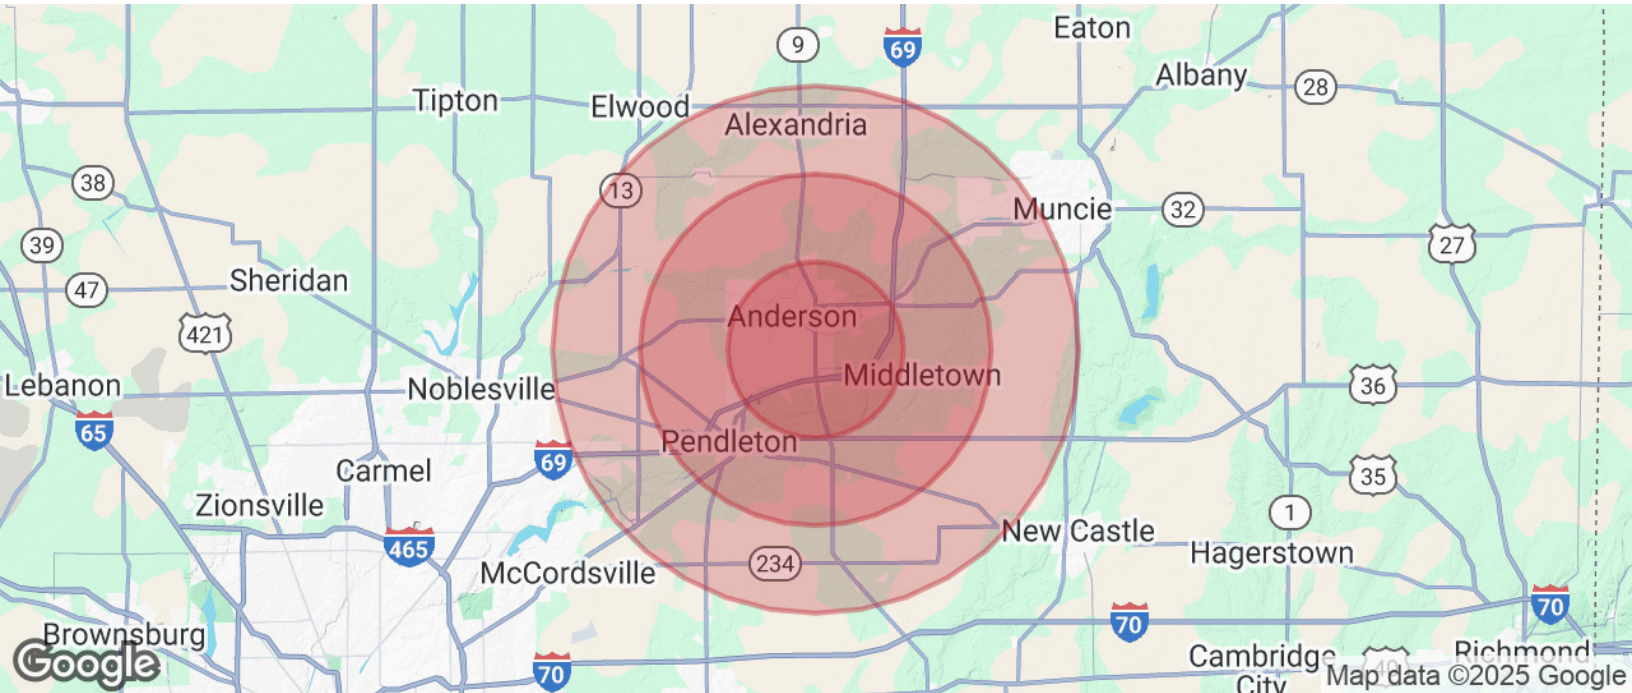 Eaton
9
69
Albany
28
Tipton
Elwood
Alexandria
38
13
Muncie
32
39
27
Sheridan
47
421
Anderson
Middletown
Lebanon
Noblesville
36
65
Pendleton
69
Carmel
35
Zionsville
1
465
New Castle
Hagerstown
234
McCordsville
70
70
Brownsburg
Google
70
Cambridge
City
40
Richmond
Map data ©2025 Google